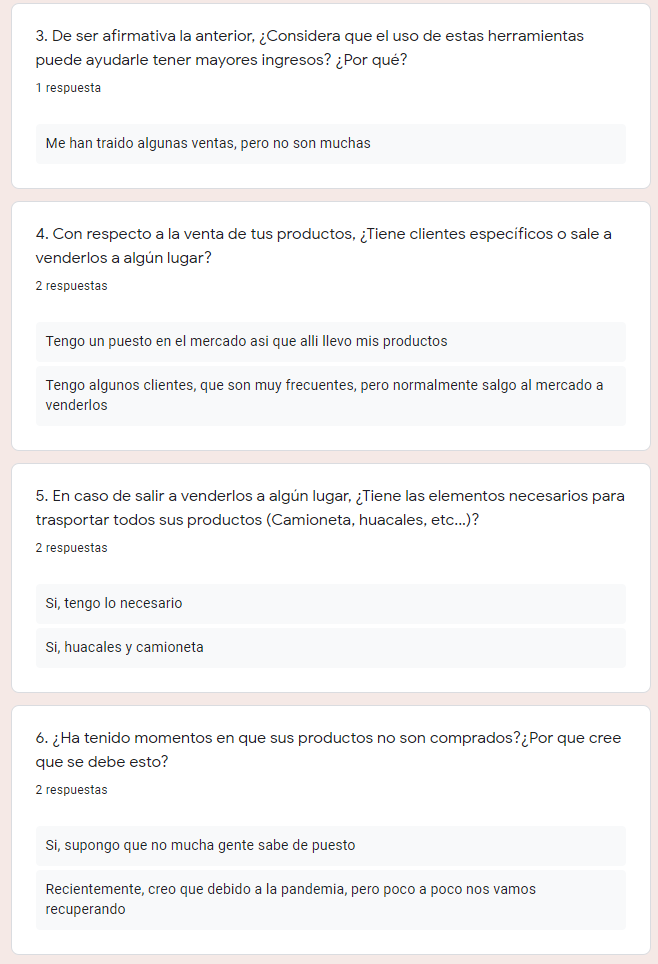 3. De ser afirmativa la anterior, ¿Considera que el uso de estas herramientas
puede ayudarle tener mayores ingresos? ¿Por qué?
1 respuesta
Me han traido algunas ventas, pero no son muchas
4. Con respecto a la venta de tus productos, ¿Tiene clientes específicos o sale a
venderlos a algún lugar?
2 respuestas
Tengo un puesto en el mercado asi que alli llevo mis productos
Tengo algunos clientes, que son muy frecuentes, pero normalmente salgo al mercado a
venderlos
5. En caso de salir a venderlos a algún lugar, ¿Tiene las elementos necesarios para
trasportar todos sus productos (Camioneta, huacales, etc...)?
2 respuestas
Si, tengo lo necesario
Si, huacales y camioneta
6. ¿Ha tenido momentos en que sus productos no son comprados?¿Por que cree
que se debe esto?
2 respuestas
Si, supongo que no mucha gente sabe de puesto
Recientemente, creo que debido a la pandemia, pero poco a poco nos vamos
recuperando